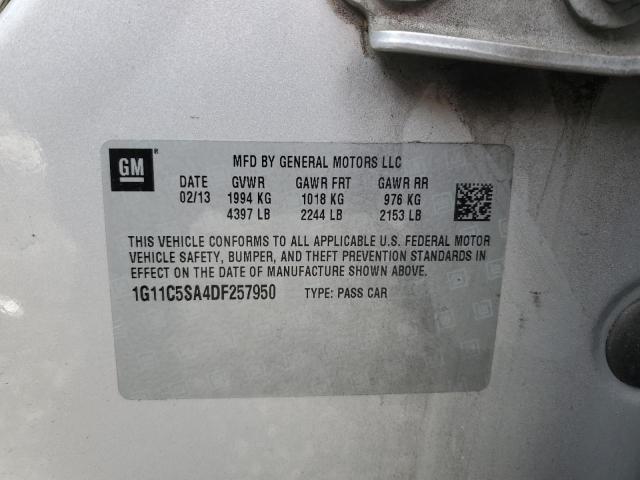 GM
MFD BY GENERAL MOTORS LLC
DATE GVWR GAWR FRT GAWR RR
02/13 1994 KG 1018 KG 976 KG
4397 LB 2244 LB 2153 LB
THIS VEHICLE CONFORMS TO ALL APPLICABLE U.S. FEDERAL MOTOR
VEHICLE SAFETY, BUMPER, AND THEFT PREVENTION STANDARDS IN
EFFECT ON THE DATE OF MANUFACTURE SHOWN ABOVE.
1G11C5SA4DF257950 TYPE: PASS CAR